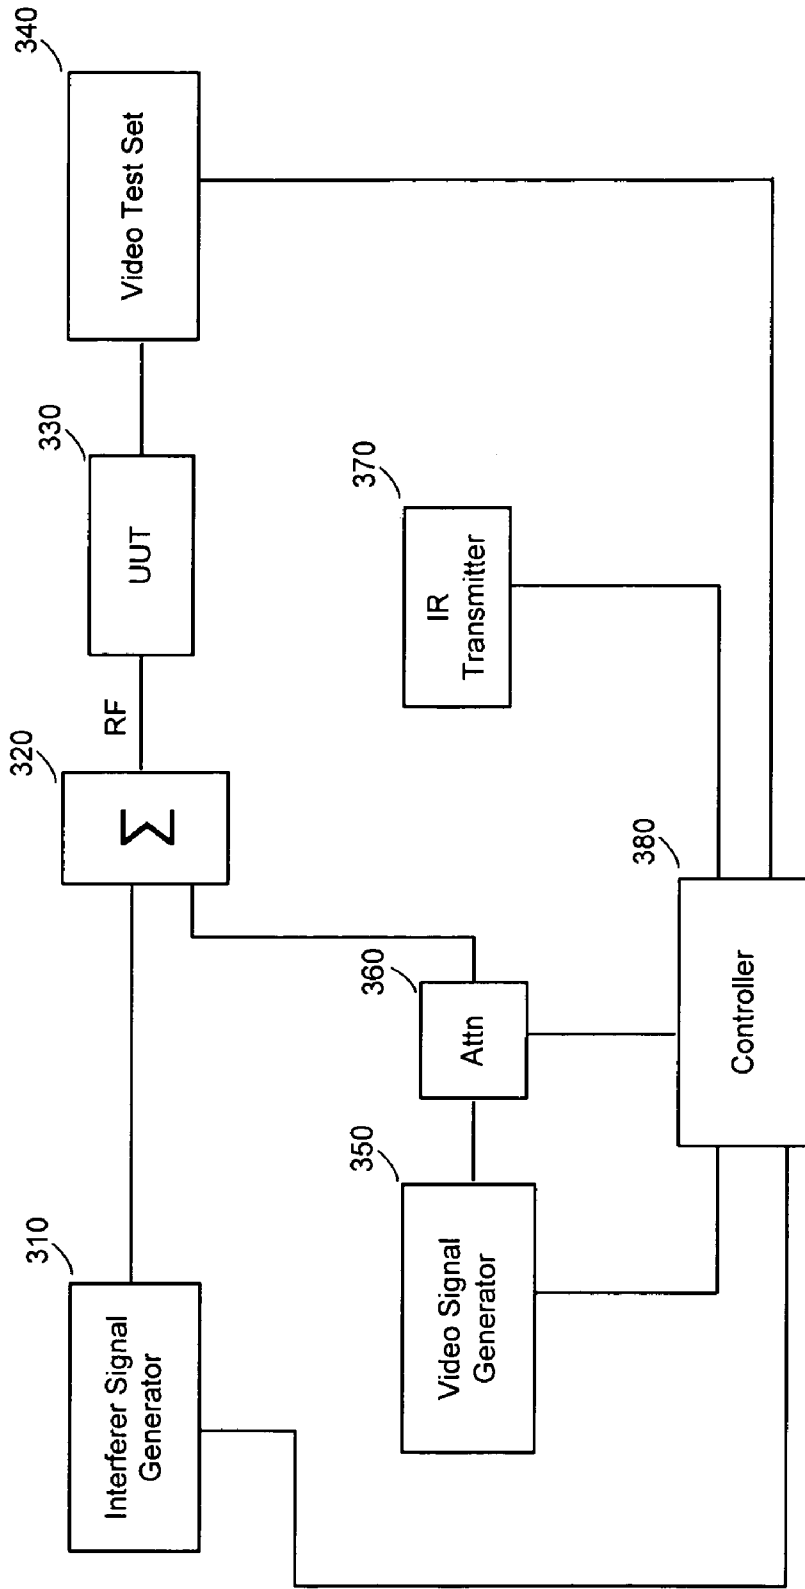 310
Interferer Signal
Generator
320
Σ
RF
330
UUT
340
Video Test Set
350
Video Signal
Generator
360
Attn
370
IR
Transmitter
380
Controller